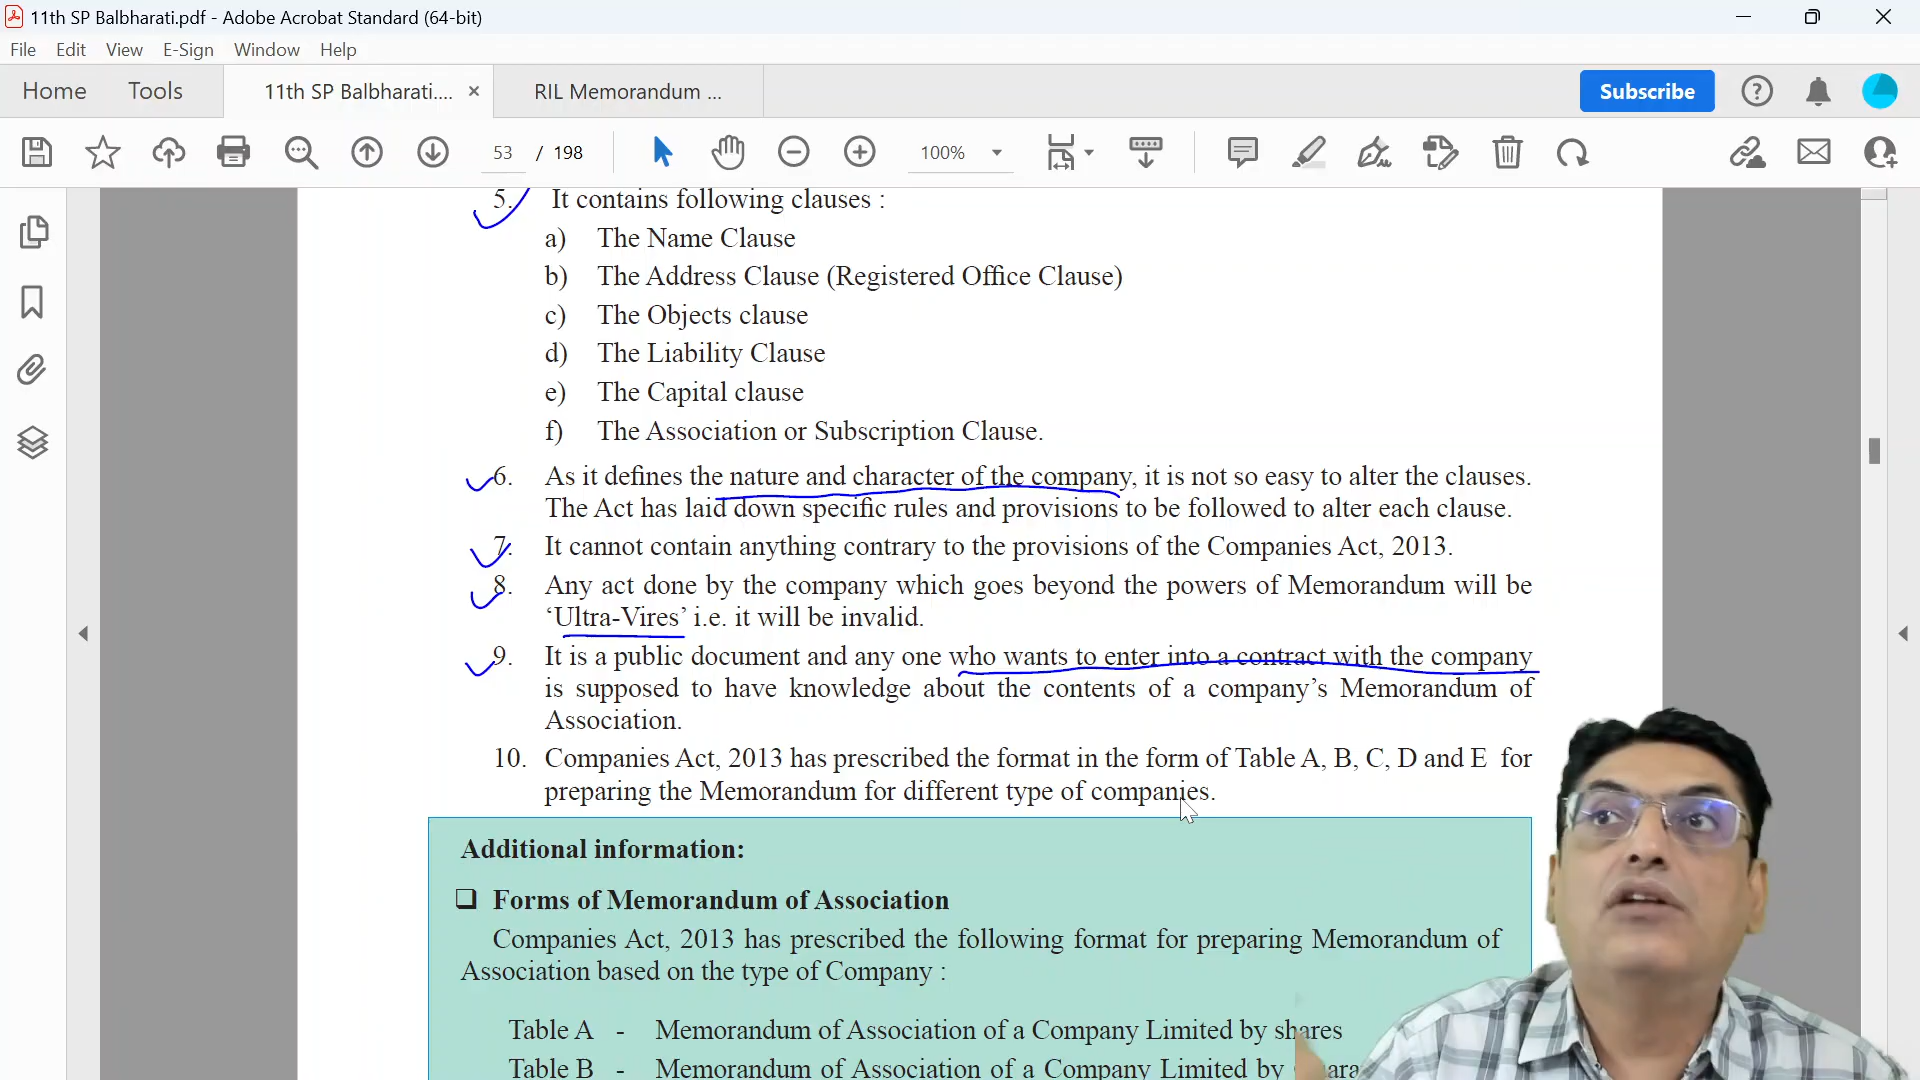 11th SP Balbharati.pdf - Adobe Acrobat Standard (64-bit)
File Edit View E-Sign Window Help
Home Tools 11th SP Balbharati.... × RIL Memorandum ... Subscribe
53 / 198 100%
5. It contains following clauses :
a) The Name Clause
b) The Address Clause (Registered Office Clause)
c) The Objects clause
d) The Liability Clause
e) The Capital clause
f) The Association or Subscription Clause.
6. As it defines the nature and character of the company, it is not so easy to alter the clauses.
The Act has laid down specific rules and provisions to be followed to alter each clause.
7. It cannot contain anything contrary to the provisions of the Companies Act, 2013.
8. Any act done by the company which goes beyond the powers of Memorandum will be
‘Ultra-Vires’ i.e. it will be invalid.
9. It is a public document and any one who wants to enter into a contract with the company
is supposed to have knowledge about the contents of a company’s Memorandum of
Association.
10. Companies Act, 2013 has prescribed the format in the form of Table A, B, C, D and E for
preparing the Memorandum for different type of companies.
Additional information:
❑ Forms of Memorandum of Association
Companies Act, 2013 has prescribed the following format for preparing Memorandum of
Association based on the type of Company :
Table A - Memorandum of Association of a Company Limited by shares
Table B - Memorandum of Association of a Company Limited by